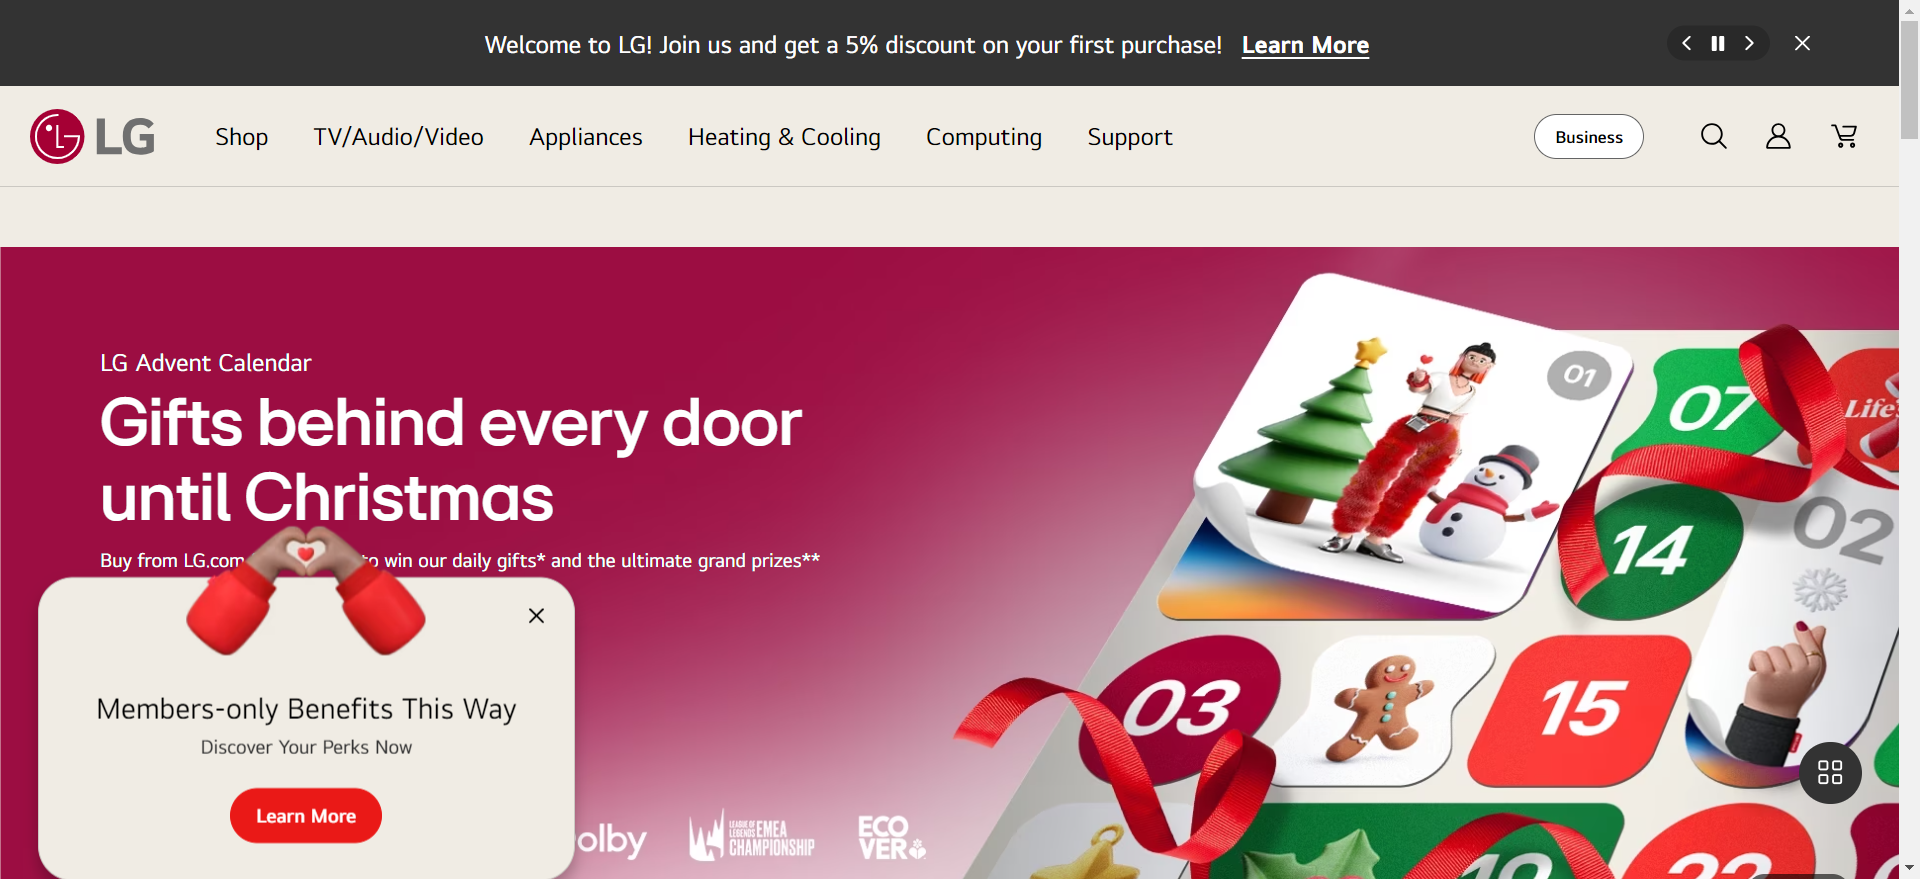 Welcome to LG! Join us and get a 5% discount on your first purchase! Learn More
LG
Shop TV/Audio/Video Appliances Heating & Cooling Computing Support Business
LG Advent Calendar
Gifts behind every door
until Christmas
Buy from LG.com to win our daily gifts* and the ultimate grand prizes**
Members-only Benefits This Way
Discover Your Perks Now
Learn More
olby
LEAGUE OF LEGENDS EMEA CHAMPIONSHIP
ECO
VER
01
07
Life's
14
02
03
15